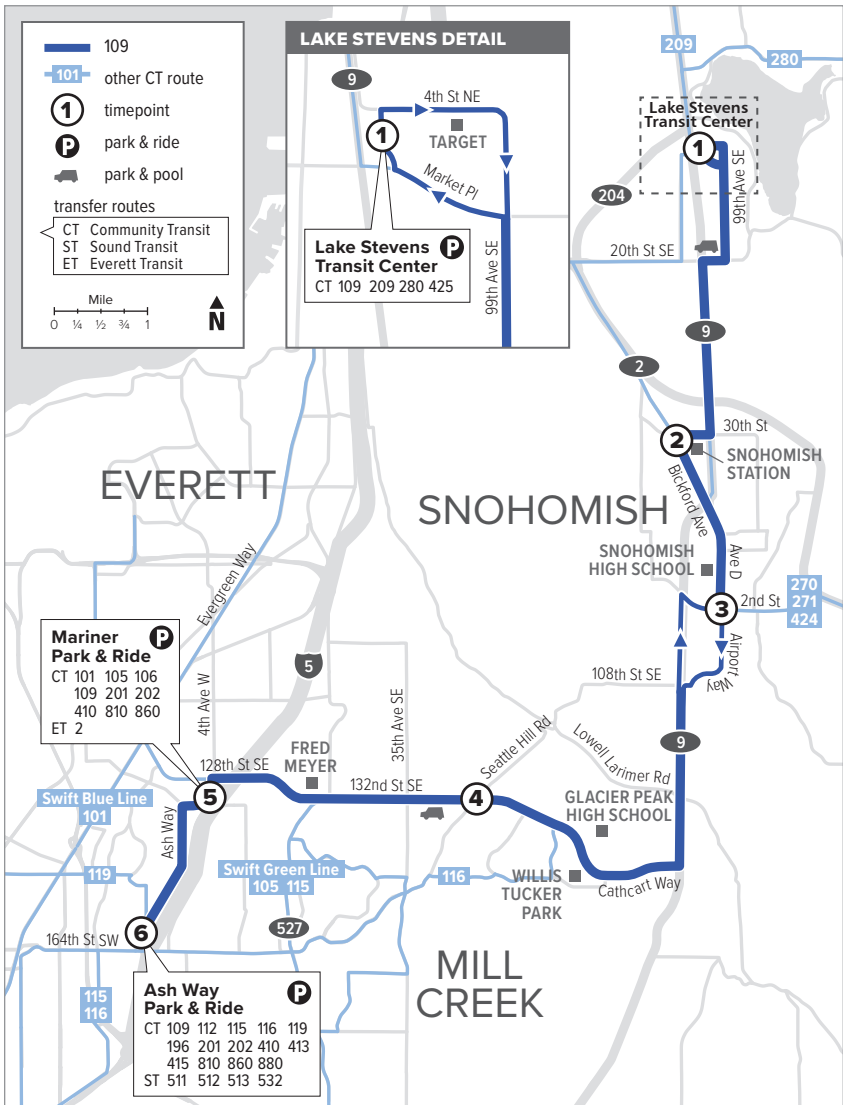 109
101 other CT route
1 timepoint
P park & ride
park & pool
transfer routes
CT Community Transit
ST Sound Transit
ET Everett Transit
Mile
0 ¼ ½ ¾ 1
N
LAKE STEVENS DETAIL
9
4th St NE
1
TARGET
Market Pl
Lake Stevens
Transit Center
P
CT 109 209 280 425
99th Ave SE
209
280
Lake Stevens
Transit Center
1
99th Ave SE
204
20th St SE
9
2
30th St
2
SNOHOMISH
STATION
Bickford Ave
EVERETT
SNOHOMISH
SNOHOMISH
HIGH SCHOOL
Ave D
3
2nd St
270
271
424
Airport
Way
108th St SE
Evergreen Way
Mariner
Park & Ride
P
CT 101 105 106
109 201 202
410 810 860
ET 2
4th Ave W
5
35th Ave SE
Seattle Hill Rd
Lowell Larimer Rd
9
128th St SE
FRED
MEYER
132nd St SE
5
4
GLACIER PEAK
HIGH SCHOOL
Swift Blue Line
101
Ash Way
Swift Green Line
105 115
119
116
WILLIS
TUCKER
PARK
Cathcart Way
527
6
164th St SW
MILL
CREEK
115
116
Ash Way
Park & Ride
P
CT 109 112 115 116 119
196 201 202 410 413
415 810 860 880
ST 511 512 513 532